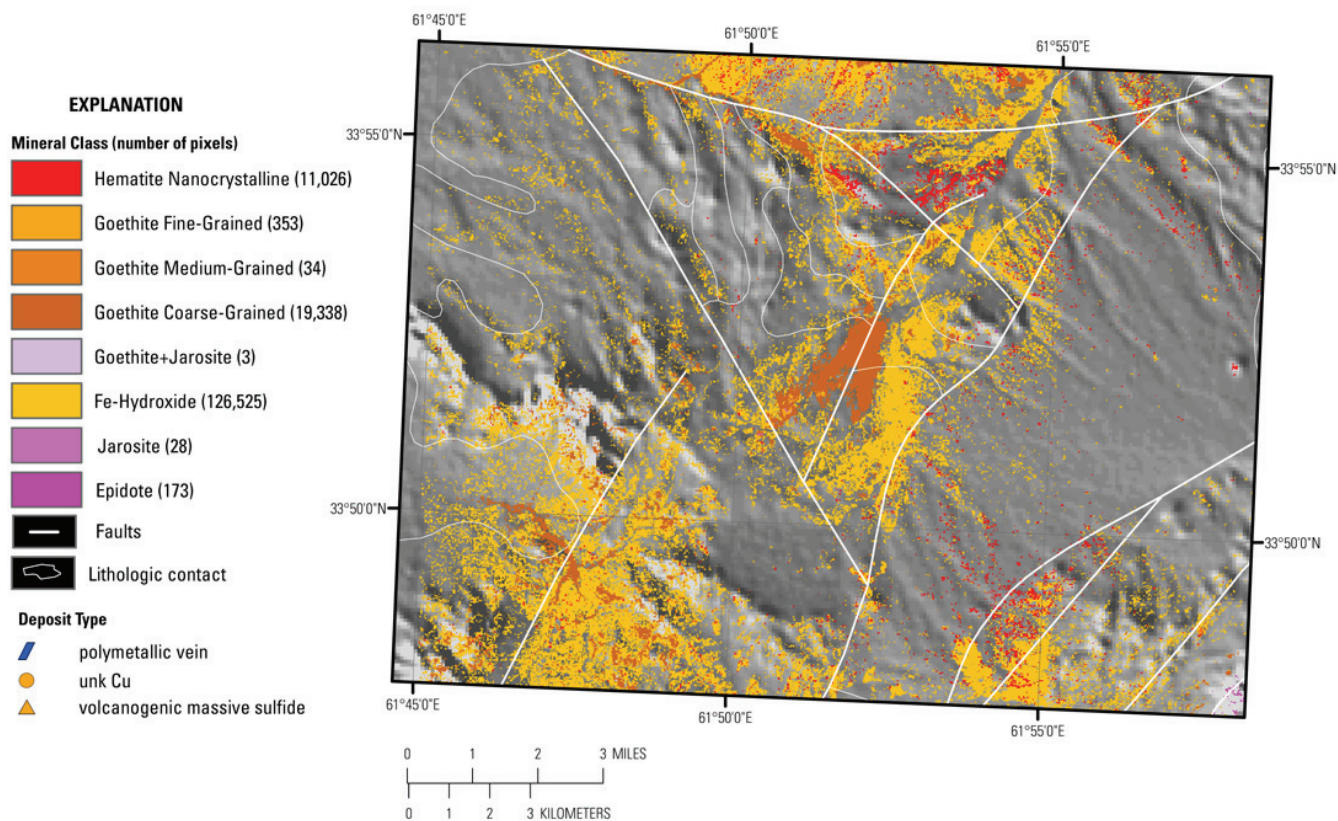 EXPLANATION
Mineral Class (number of pixels)
Hematite Nanocrystalline (11,026)
Goethite Fine-Grained (353)
Goethite Medium-Grained (34)
Goethite Coarse-Grained (19,338)
Goethite+Jarosite (3)
Fe-Hydroxide (126,525)
Jarosite (28)
Epidote (173)
Faults
Lithologic contact
Deposit Type
polymetallic vein
unk Cu
volcanogenic massive sulfide
61°45'0"E
61°50'0"E
61°55'0"E
33°55'0"N
33°55'0"N
33°50'0"N
33°50'0"N
61°45'0"E
61°50'0"E
61°55'0"E
0 1 2 3 MILES
0 1 2 3 KILOMETERS